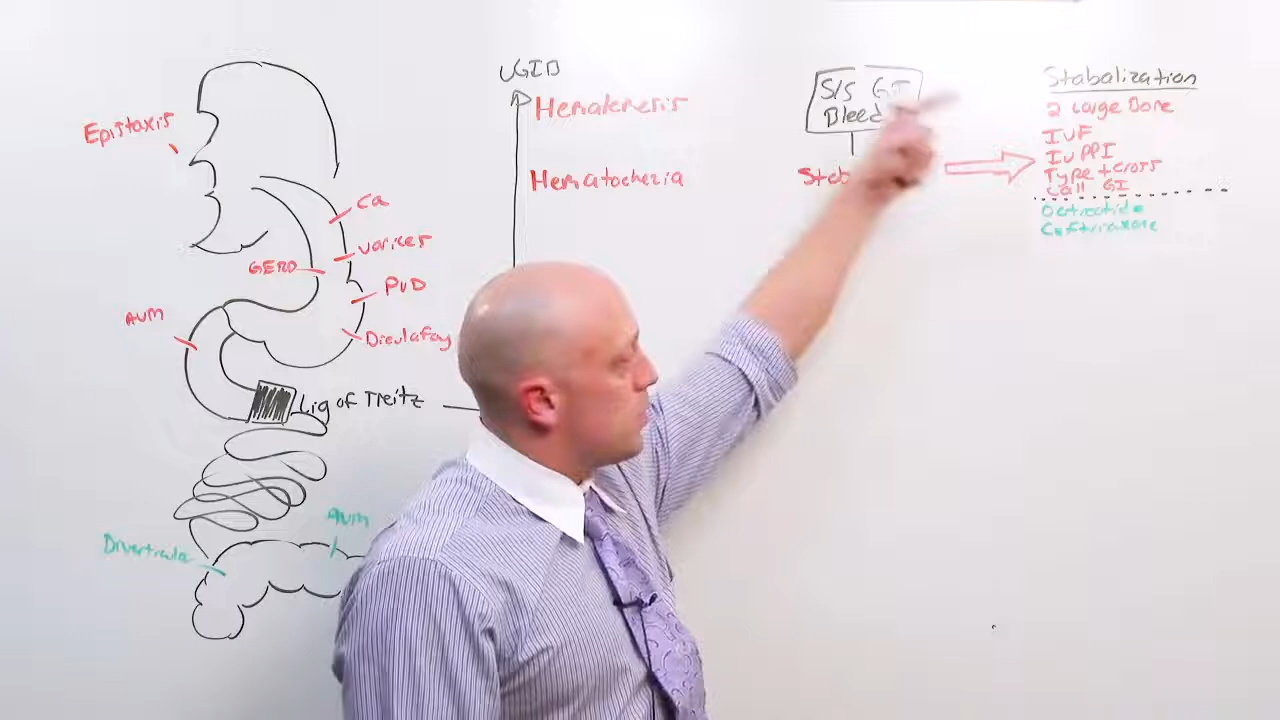 Epistaxis
Ca
varices
GERD
PUD
AVM
Dieulafoy
Lig of Treitz
AVM
Diverticula
UGIB
Hematemesis
Hematochezia
S/S GI
Bleed
Stab
Stabalization
2 Large Bore
IVF
IV PPI
Type + Cross
Call GI
Octreotide
Ceftriaxone